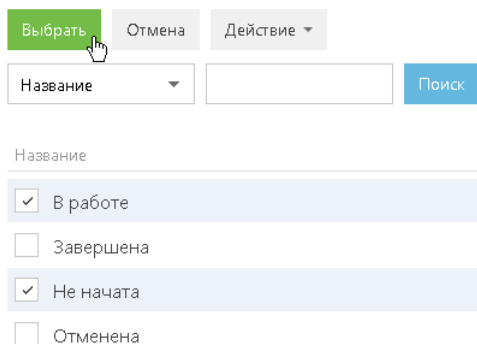 Выбрать Отмена Действие
Название Поиск
Название
В работе
Завершена
Не начата
Отменена